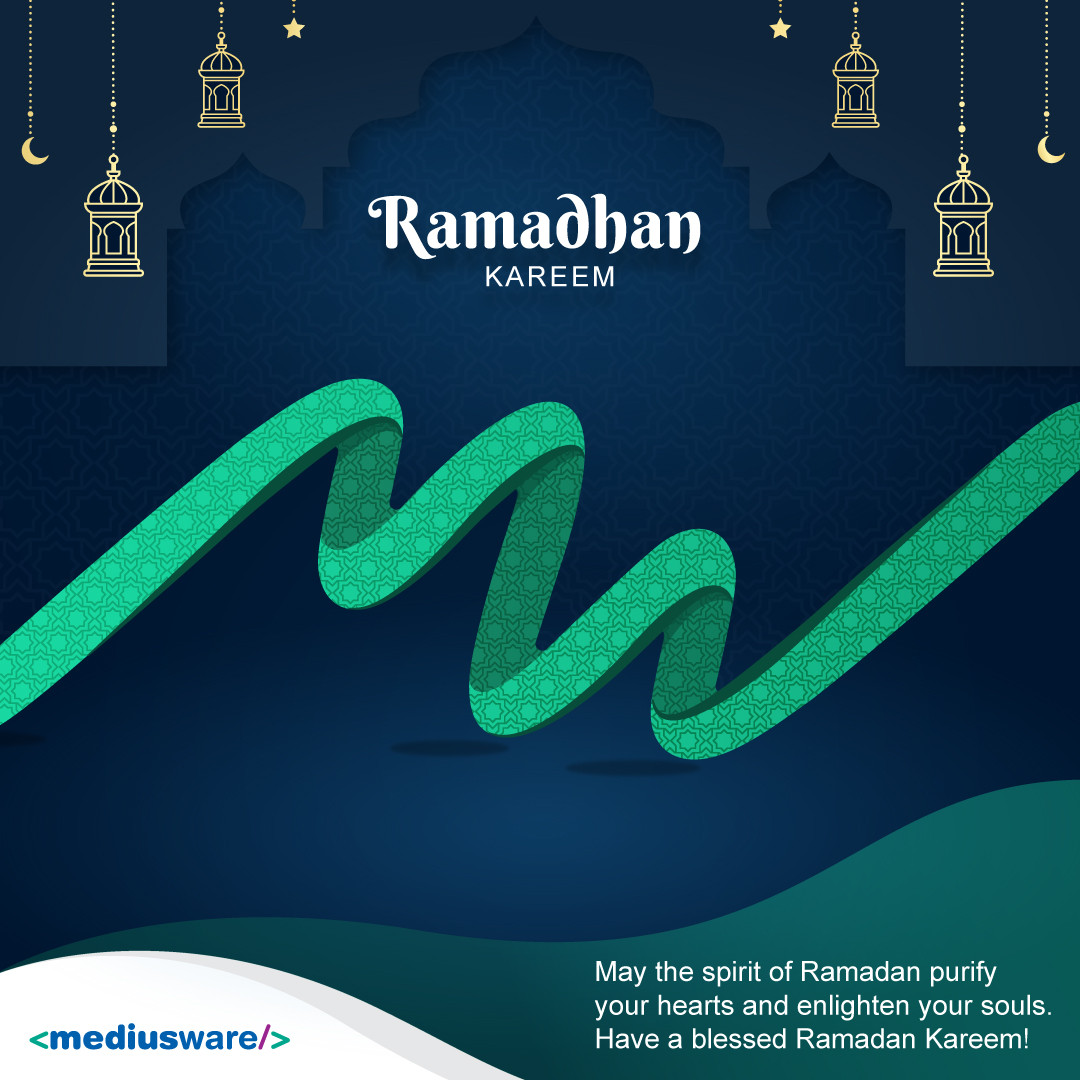 Ramadhan
KAREEM
May the spirit of Ramadan purify
your hearts and enlighten your souls.
Have a blessed Ramadan Kareem!
<mediusware/>